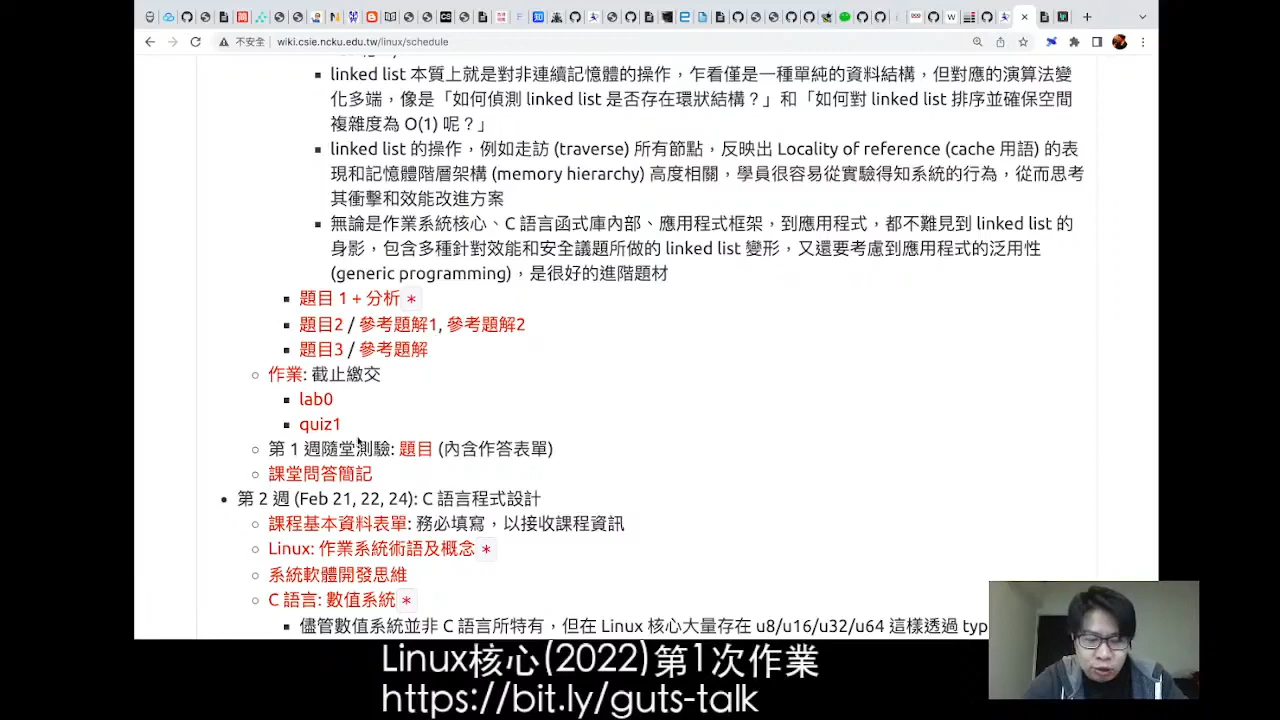 不安全 wiki.csie.ncku.edu.tw/linux/schedule
linked list 本質上就是對非連續記憶體的操作，乍看僅是一種單純的資料結構，但對應的演算法變
化多端，像是「如何偵測 linked list 是否存在環狀結構？」和「如何對 linked list 排序並確保空間
複雜度為 O(1) 呢？」
linked list 的操作，例如走訪 (traverse) 所有節點，反映出 Locality of reference (cache 用語) 的表
現和記憶體階層架構 (memory hierarchy) 高度相關，學員很容易從實驗得知系統的行為，從而思考
其衝擊和效能改進方案
無論是作業系統核心、C 語言函式庫內部、應用程式框架，到應用程式，都不難見到 linked list 的
身影，包含多種針對效能和安全議題所做的 linked list 變形，又還要考慮到應用程式的泛用性
(generic programming)，是很好的進階題材
題目 1 + 分析 *
題目2 / 參考題解1, 參考題解2
題目3 / 參考題解
作業: 截止繳交
lab0
quiz1
第 1 週隨堂測驗: 題目 (內含作答表單)
課堂問答簡記
第 2 週 (Feb 21, 22, 24): C 語言程式設計
課程基本資料表單: 務必填寫，以接收課程資訊
Linux: 作業系統術語及概念 *
系統軟體開發思維
C 語言: 數值系統 *
儘管數值系統並非 C 語言所特有，但在 Linux 核心大量存在 u8/u16/u32/u64 這樣透過 typ
Linux核心(2022)第1次作業
https://bit.ly/guts-talk